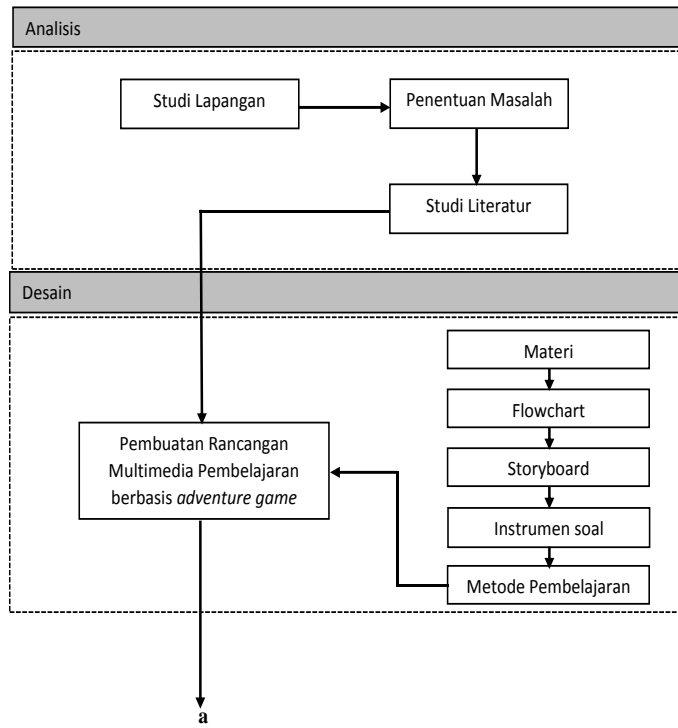 Analisis
Studi Lapangan
Penentuan Masalah
Studi Literatur
Desain
Materi
Flowchart
Storyboard
Instrumen soal
Metode Pembelajaran
Pembuatan Rancangan
Multimedia Pembelajaran
berbasis adventure game
a